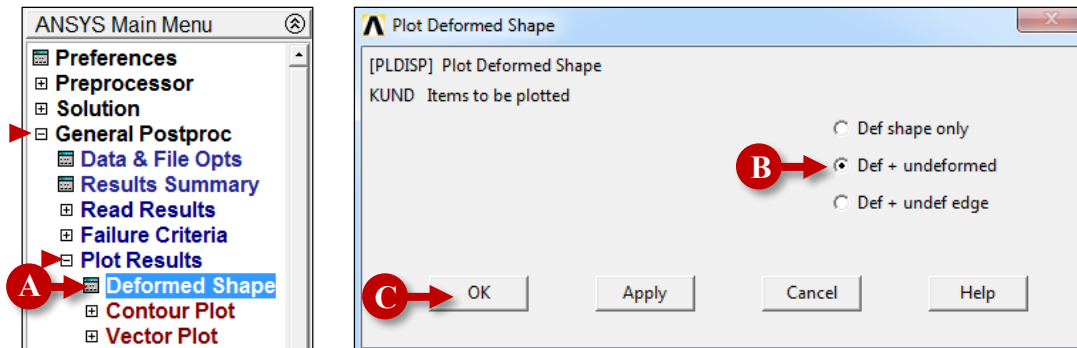 ANSYS Main Menu
Preferences
Preprocessor
Solution
General Postproc
Data & File Opts
Results Summary
Read Results
Failure Criteria
Plot Results
A
Deformed Shape
Contour Plot
Vector Plot
Plot Deformed Shape
X
[PLDISP] Plot Deformed Shape
KUND Items to be plotted
Def shape only
B
Def + undeformed
Def + undef edge
C
OK Apply Cancel Help